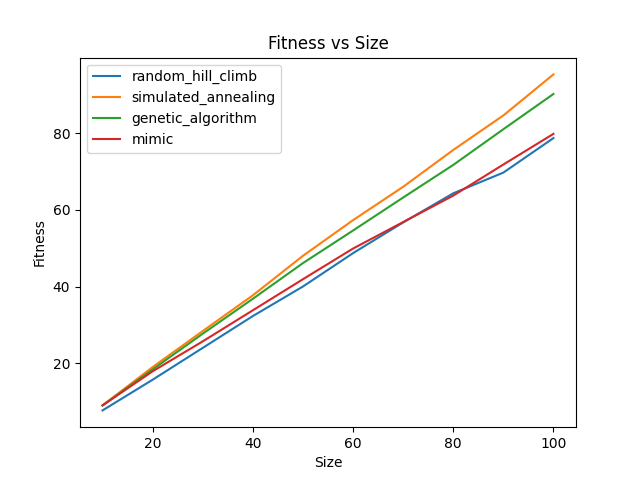 Fitness vs Size
random_hill_climb
simulated_annealing
genetic_algorithm
mimic
80
60
40
20
Fitness
20 40 60 80 100
Size